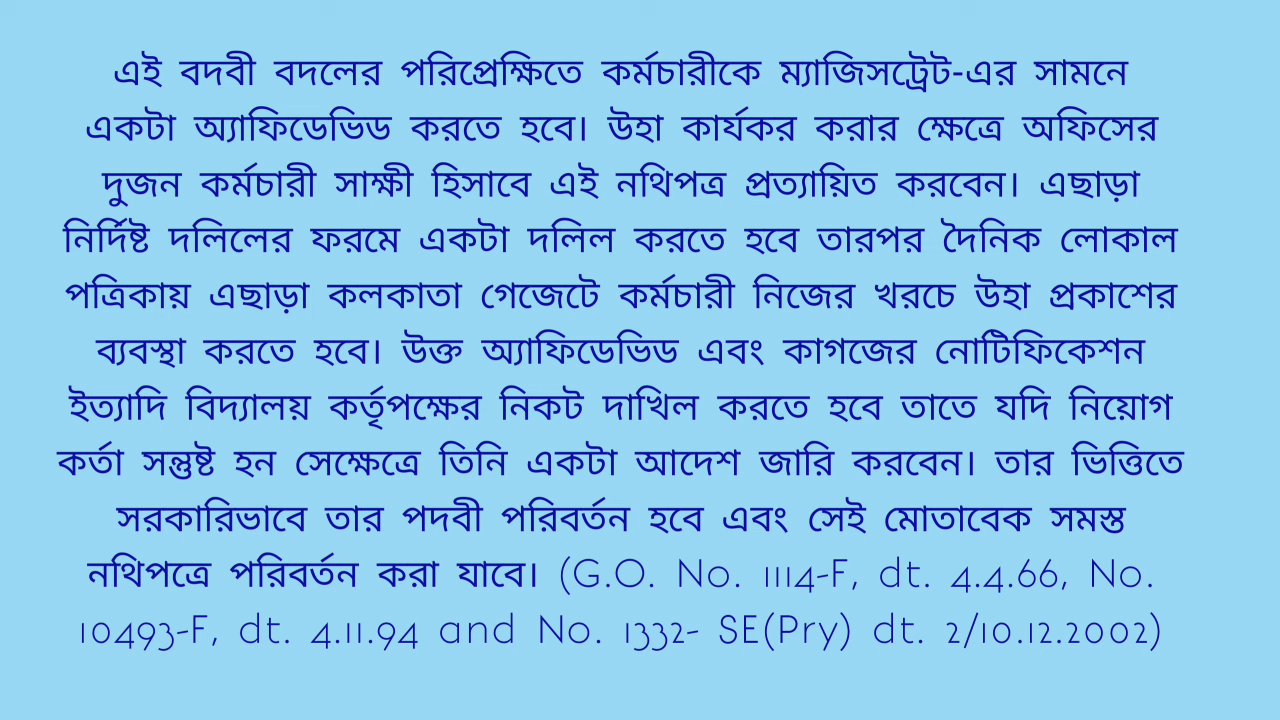 এই বদবী বদলের পরিপ্রেক্ষিতে কর্মচারীকে ম্যাজিসট্রেট-এর সামনে
একটা অ্যাফিডেভিড করতে হবে। উহা কার্যকর করার ক্ষেত্রে অফিসের
দুজন কর্মচারী সাক্ষী হিসাবে এই নথিপত্র প্রত্যায়িত করবেন। এছাড়া
নির্দিষ্ট দলিলের ফরমে একটা দলিল করতে হবে তারপর দৈনিক লোকাল
পত্রিকায় এছাড়া কলকাতা গেজেটে কর্মচারী নিজের খরচে উহা প্রকাশের
ব্যবস্থা করতে হবে। উক্ত অ্যাফিডেভিড এবং কাগজের নোটিফিকেশন
ইত্যাদি বিদ্যালয় কর্তৃপক্ষের নিকট দাখিল করতে হবে তাতে যদি নিয়োগ
কর্তা সন্তুষ্ট হন সেক্ষেত্রে তিনি একটা আদেশ জারি করবেন। তার ভিত্তিতে
সরকারিভাবে তার পদবী পরিবর্তন হবে এবং সেই মোতাবেক সমস্ত
নথিপত্রে পরিবর্তন করা যাবে। (G.O. No. 1114-F, dt. 4.4.66, No.
10493-F, dt. 4.11.94 and No. 1332- SE(Pry) dt. 2/10.12.2002)